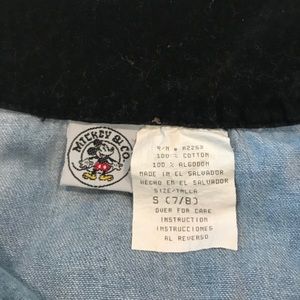 MICKEY & CO.
R/N # A2253
100 % COTTON
100 % ALGODON
MADE IN EL SALVADOR
HECHO EN EL SALVADOR
SIZE/TALLA
S (7/8)
OVER FOR CARE
INSTRUCTION
INSTRUCCIONES
AL REVERSO